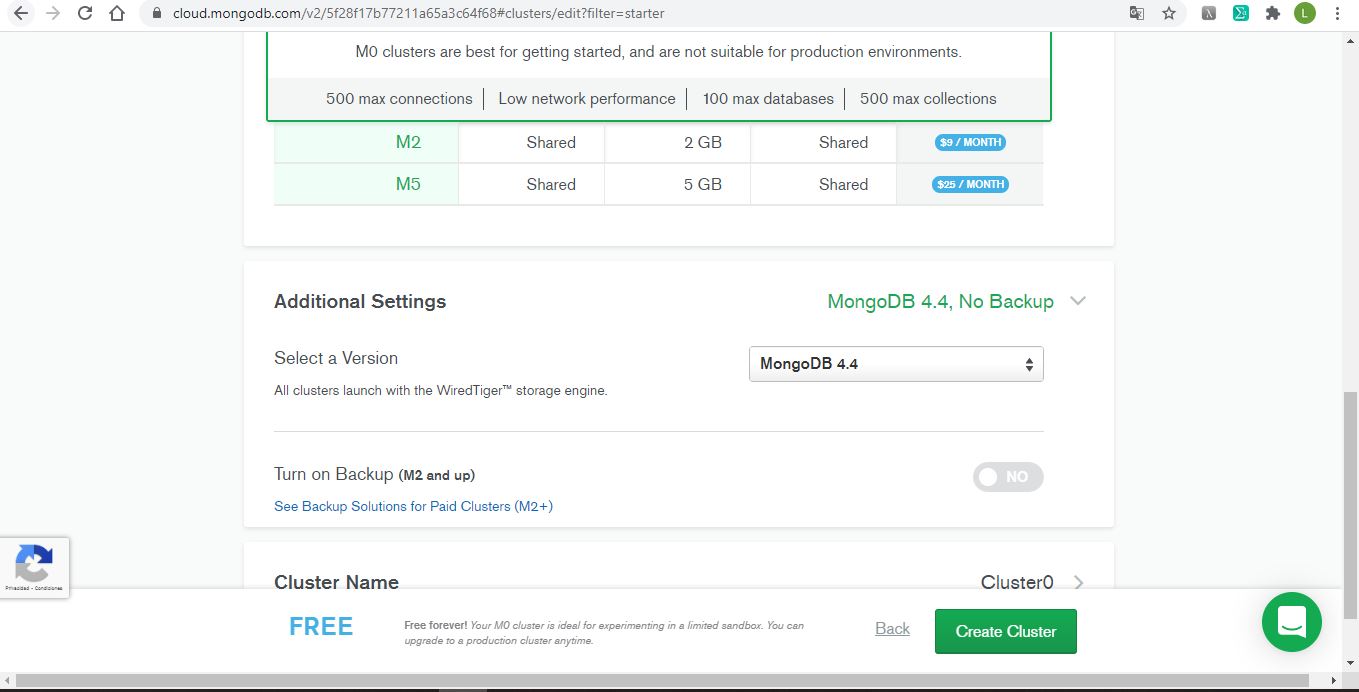 cloud.mongodb.com/v2/5f28f17b77211a65a3c64f68#clusters/edit?filter=starter
L
M0 clusters are best for getting started, and are not suitable for production environments.
500 max connections | Low network performance | 100 max databases | 500 max collections
M2 Shared 2 GB Shared $9 / MONTH
M5 Shared 5 GB Shared $25 / MONTH
Additional Settings MongoDB 4.4, No Backup
Select a Version MongoDB 4.4
All clusters launch with the WiredTiger™ storage engine.
Turn on Backup (M2 and up) NO
See Backup Solutions for Paid Clusters (M2+)
Privacidad - Condiciones
Cluster Name Cluster0
FREE
Free forever! Your M0 cluster is ideal for experimenting in a limited sandbox. You can
upgrade to a production cluster anytime.
Back
Create Cluster